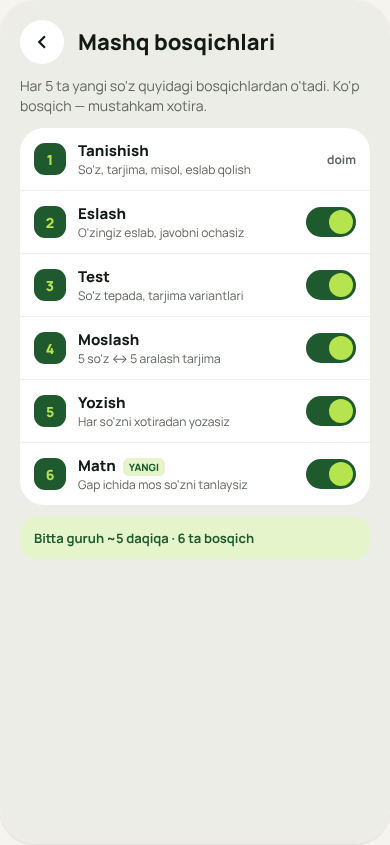 Mashq bosqichlari
Har 5 ta yangi so'z quyidagi bosqichlardan o'tadi. Ko'p
bosqich — mustahkam xotira.
1
Tanishish
So'z, tarjima, misol, eslab qolish
doim
2
Eslash
O'zingiz eslab, javobni ochasiz
3
Test
So'z tepada, tarjima variantlari
4
Moslash
5 so'z ↔ 5 aralash tarjima
5
Yozish
Har so'zni xotiradan yozasiz
6
Matn YANGI
Gap ichida mos so'zni tanlaysiz
Bitta guruh ~5 daqiqa · 6 ta bosqich